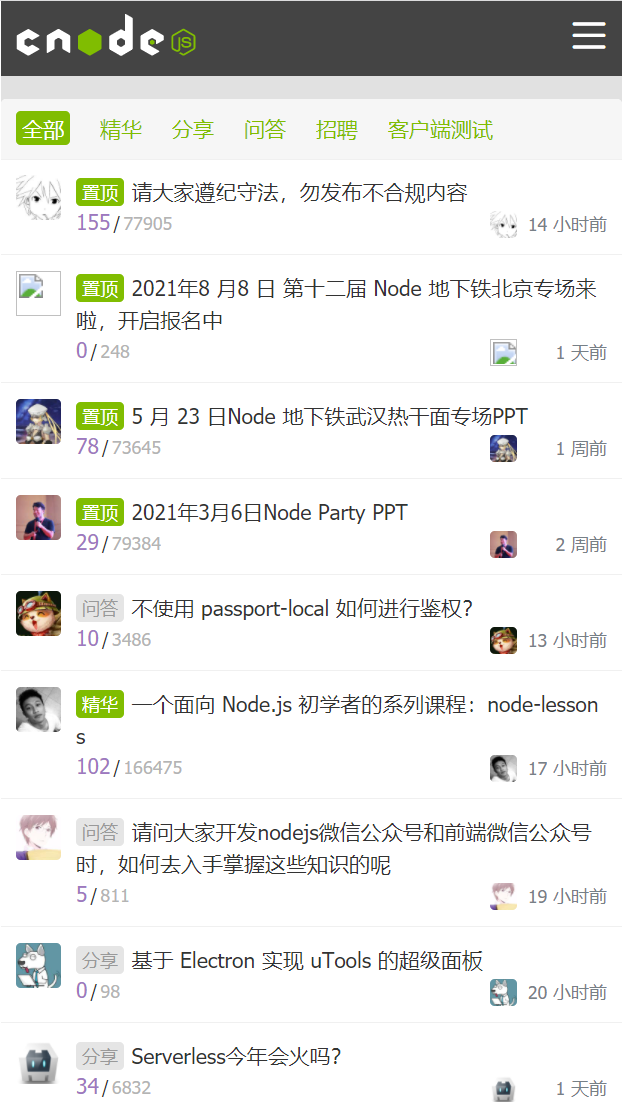 cnode JS
全部 精华 分享 问答 招聘 客户端测试
置顶 请大家遵纪守法，勿发布不合规内容
155/77905 14 小时前
置顶 2021年8 月8 日 第十二届 Node 地下铁北京专场来
啦，开启报名中
0/248 1 天前
置顶 5 月 23 日Node 地下铁武汉热干面专场PPT
78/73645 1 周前
置顶 2021年3月6日Node Party PPT
29/79384 2 周前
问答 不使用 passport-local 如何进行鉴权？
10/3486 13 小时前
精华 一个面向 Node.js 初学者的系列课程：node-lesson
s
102/166475 17 小时前
问答 请问大家开发nodejs微信公众号和前端微信公众号
时，如何去入手掌握这些知识的呢
5/811 19 小时前
分享 基于 Electron 实现 uTools 的超级面板
0/98 20 小时前
分享 Serverless今年会火吗？
34/6832 1 天前